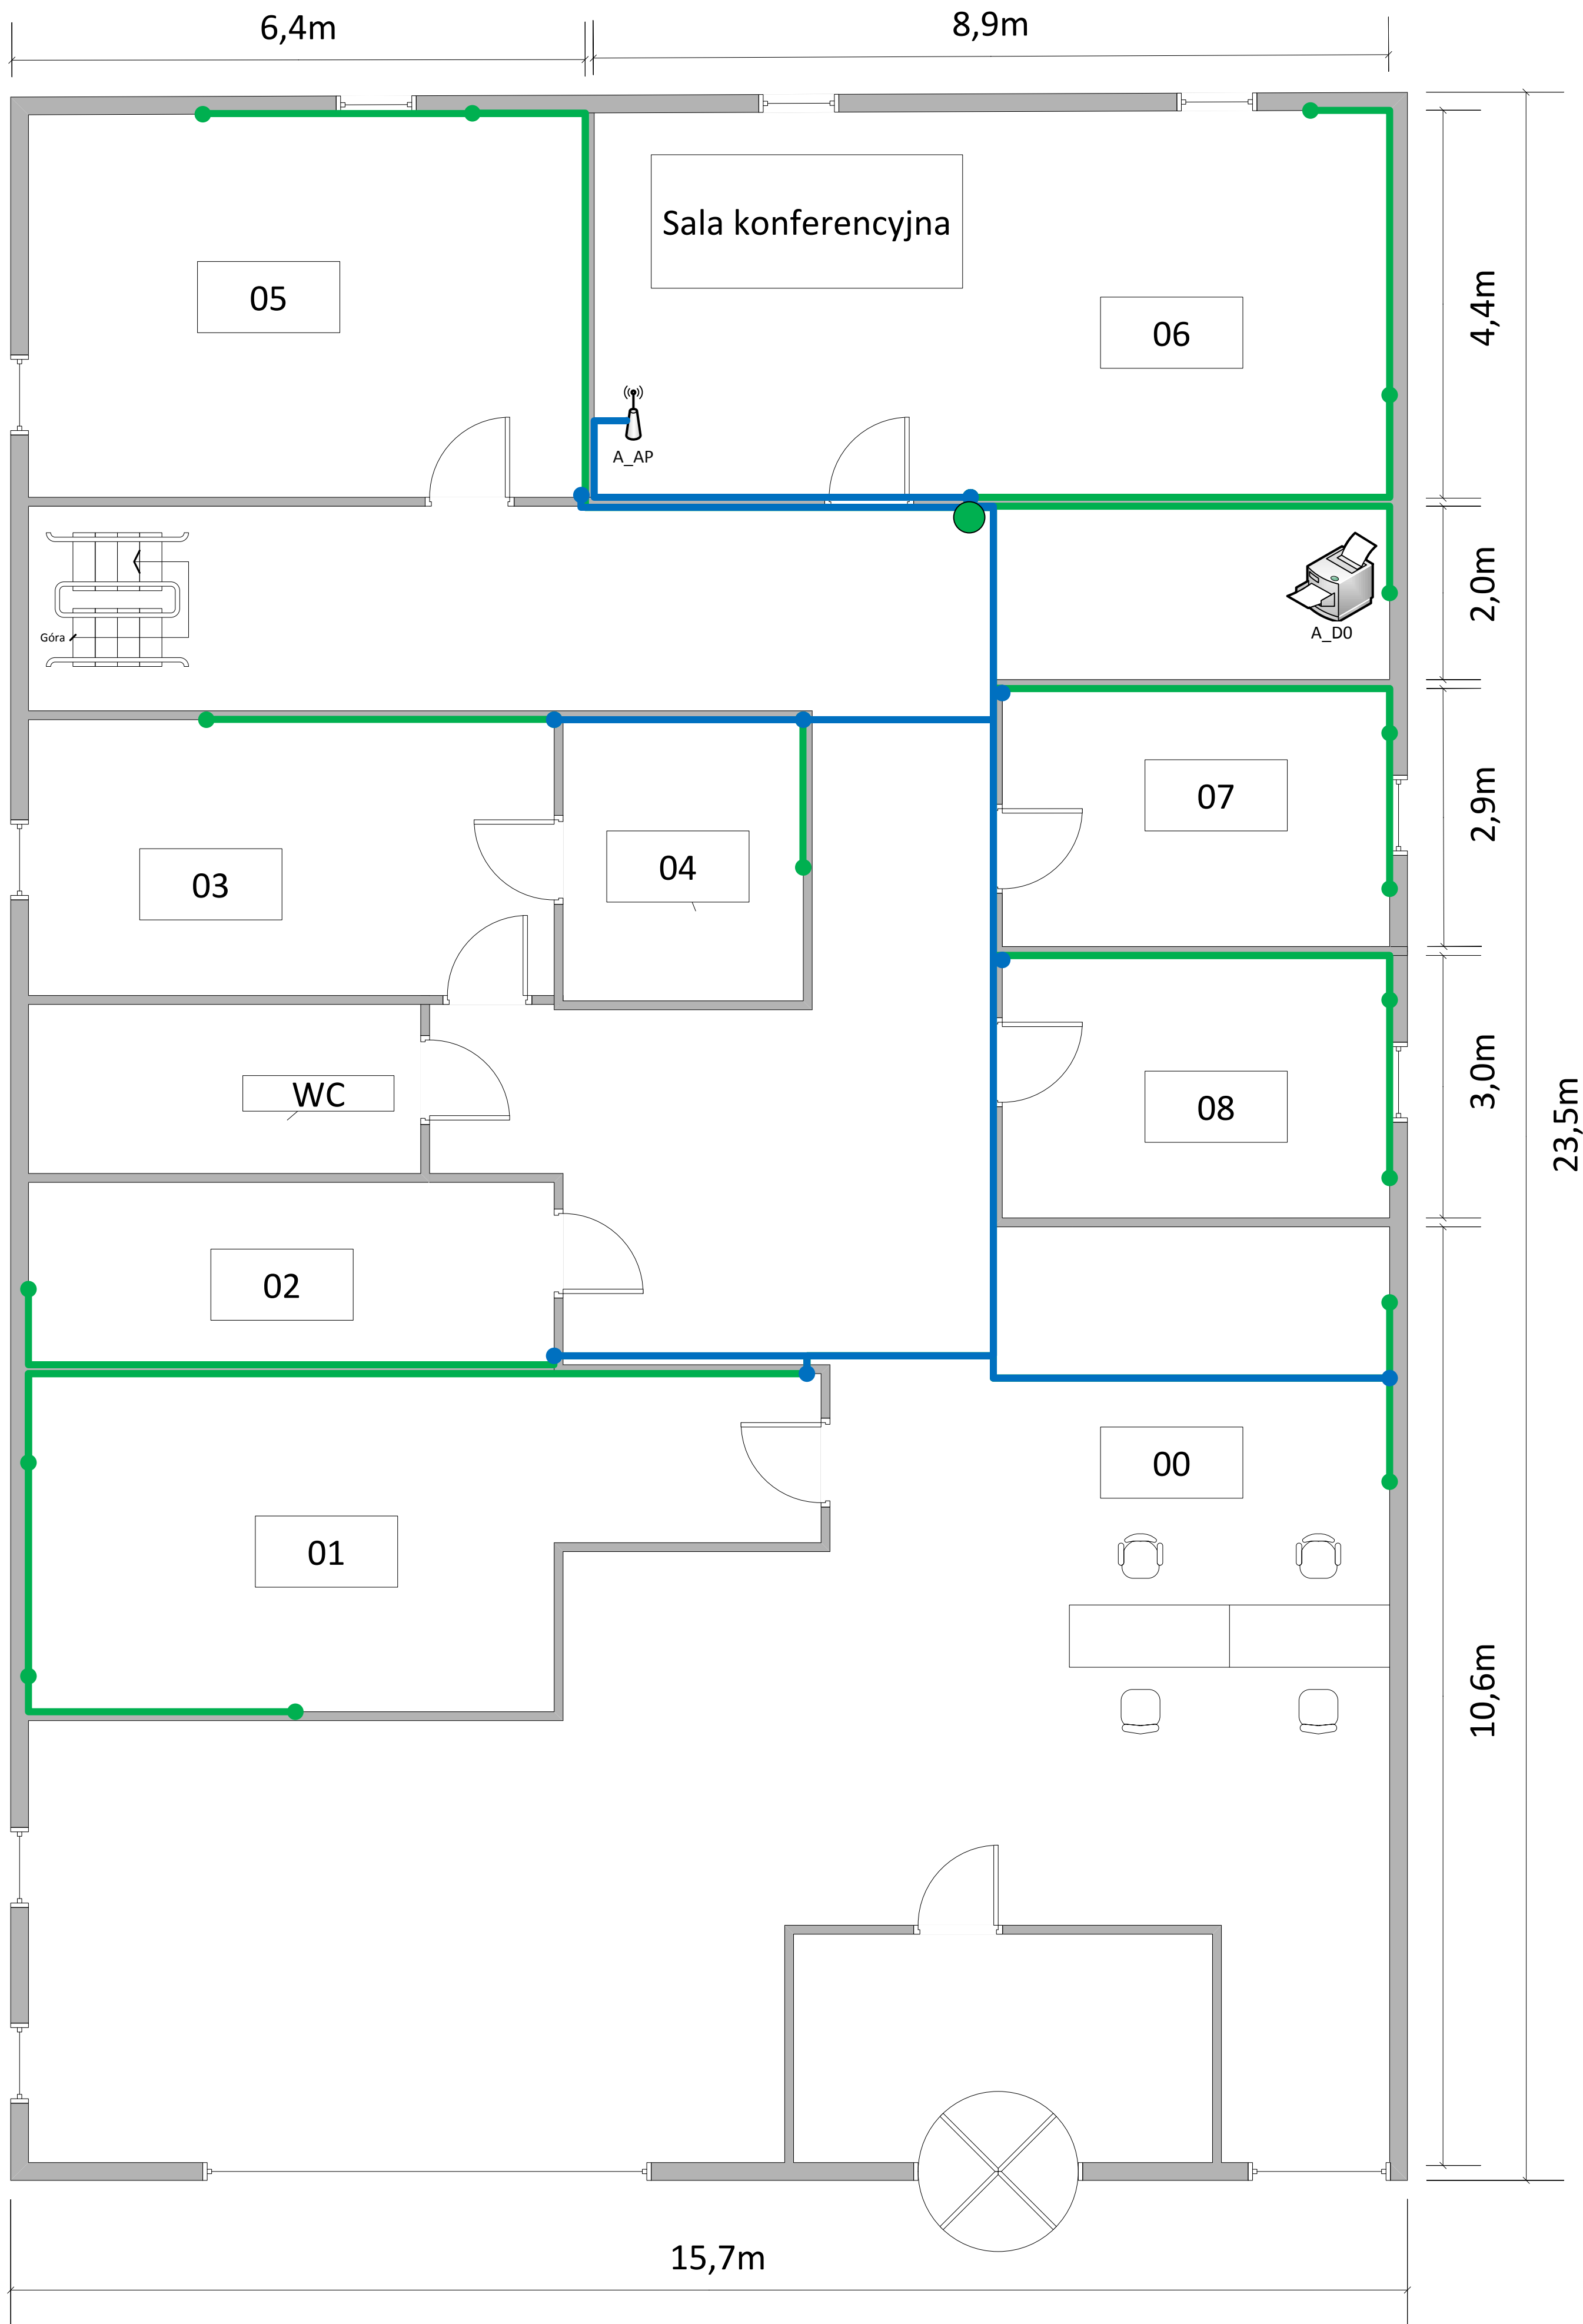 6,4m
8,9m
Sala konferencyjna
05
06
4,4m
A_AP
2,0m
Góra
A_D0
07
2,9m
03
04
WC
08
3,0m
23,5m
02
00
01
10,6m
15,7m